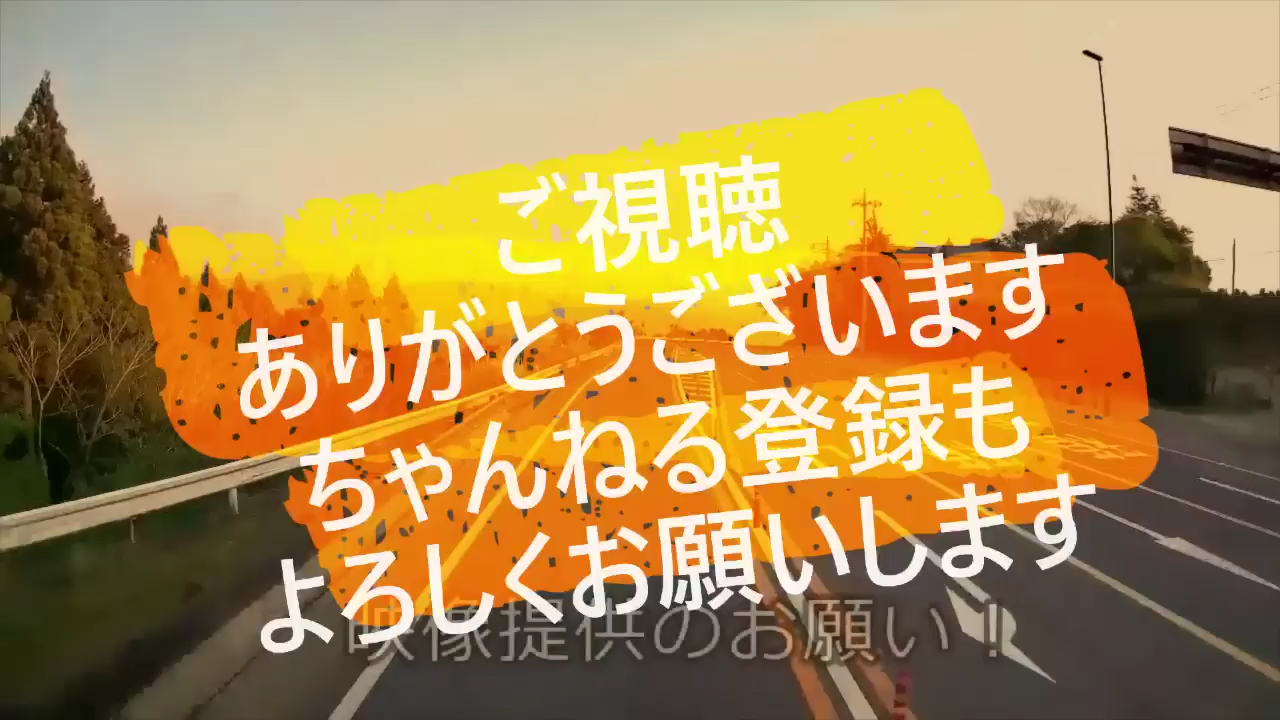 ご視聴
ありがとうございます
ちゃんねる登録も
よろしくお願いします
映像提供のお願い！